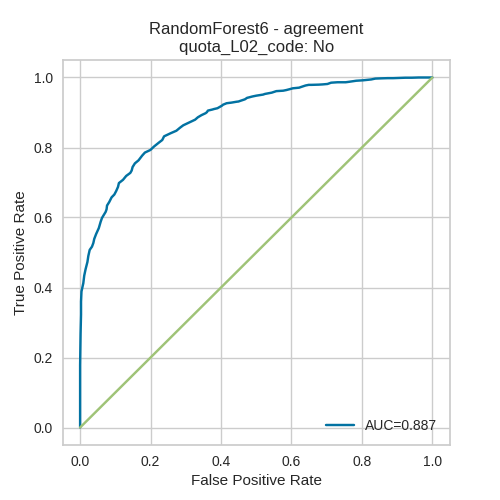 RandomForest6 - agreement
quota_L02_code: No
True Positive Rate
1.0
0.8
0.6
0.4
0.2
0.0
AUC=0.887
0.0 0.2 0.4 0.6 0.8 1.0
False Positive Rate